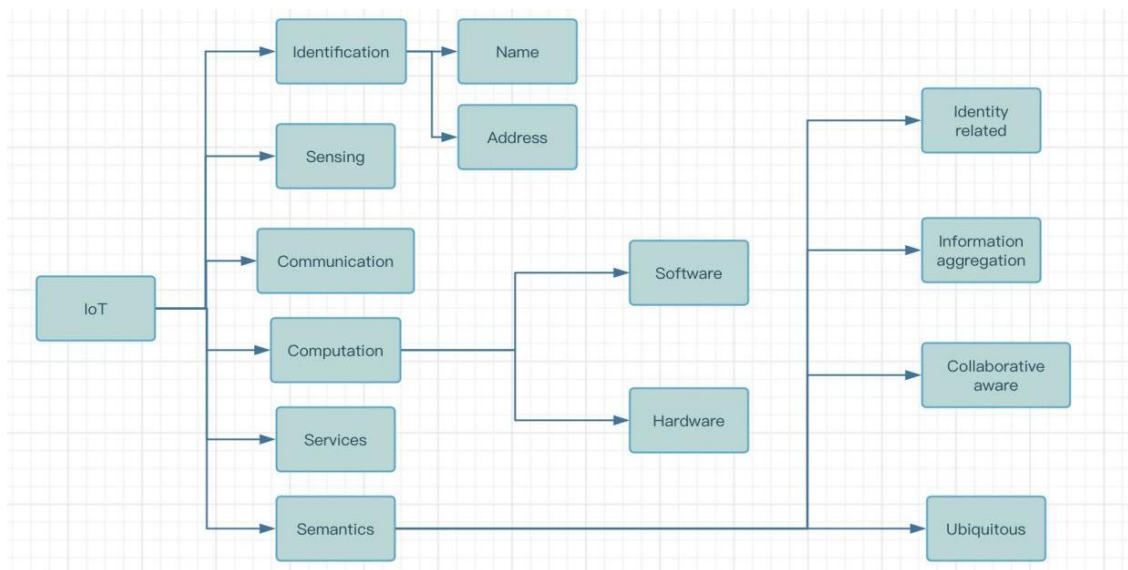 IoT
Identification
Name
Address
Sensing
Communication
Computation
Software
Hardware
Services
Semantics
Identity
related
Information
aggregation
Collaborative
aware
Ubiquitous